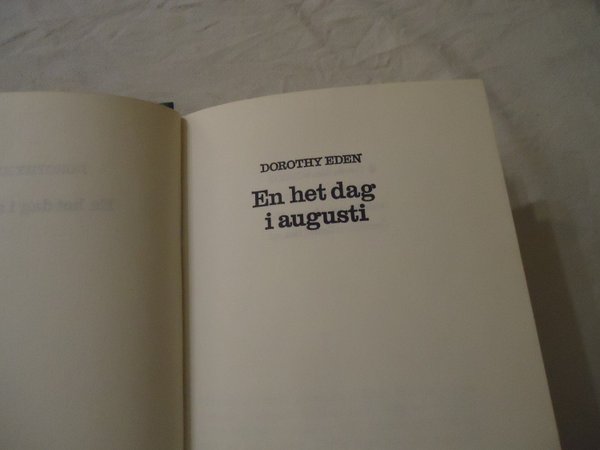 DOROTHY EDEN
En het dag
i augusti